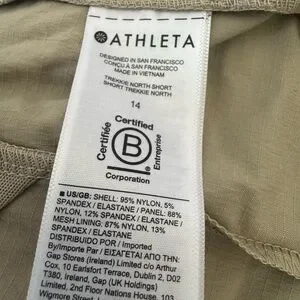 ATHLETA
DESIGNED IN SAN FRANCISCO
CONÇU À SAN FRANCISCO
MADE IN VIETNAM
TREKKIE NORTH SHORT
SHORT TREKKIE NORTH
14
Certified
Certifiée
B
Entreprise
Corporation
■ US/GB: SHELL: 95% NYLON, 5%
SPANDEX / ELASTANE / PANEL: 88%
NYLON, 12% SPANDEX / ELASTANE /
MESH LINING: 87% NYLON, 13%
SPANDEX / ELASTANE
DISTRIBUIDO POR / Imported
By/Importe Par / ΕΙΣΑΓΕΤΑΙ ΑΠΟ /
Gap Stores (Ireland) Limited c/o Arthur
Cox, 10 Earlsfort Terrace, Dublin 2, D02
T380, Ireland, Gap (UK Holdings)
Limited, 2nd Floor Nations House, 103
Wigmore Street,